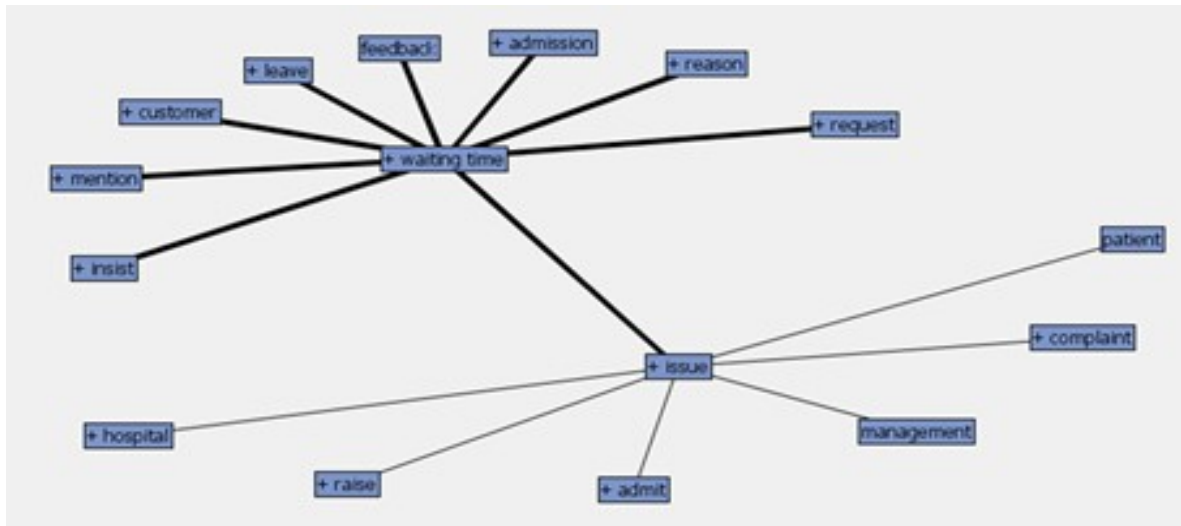 feedback
+ admission
+ leave
+ reason
+ customer
+ request
+ waiting time
+ mention
patient
+ insist
+ complaint
+ issue
+ hospital
management
+ raise
+ admit